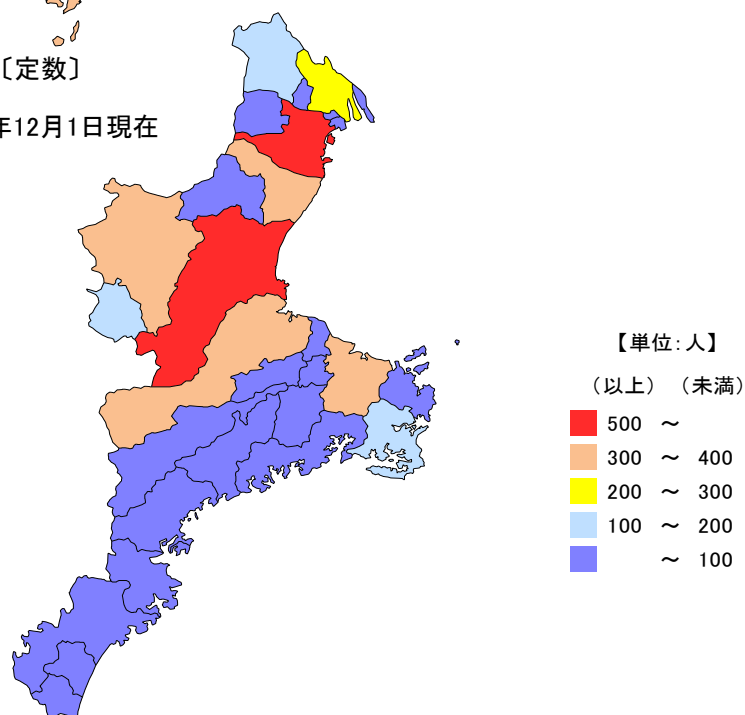 〔定数〕
年12月1日現在
【単位:人】
（以上） （未満）
500 ～
300 ～ 400
200 ～ 300
100 ～ 200
～ 100